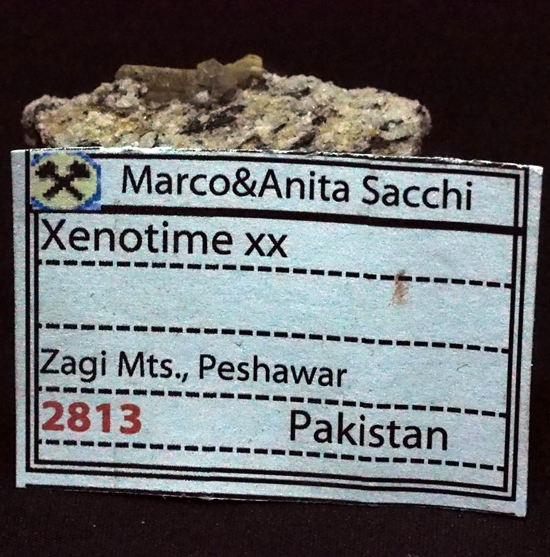 Marco&Anita Sacchi
Xenotime xx
Zagi Mts., Peshawar
2813 Pakistan